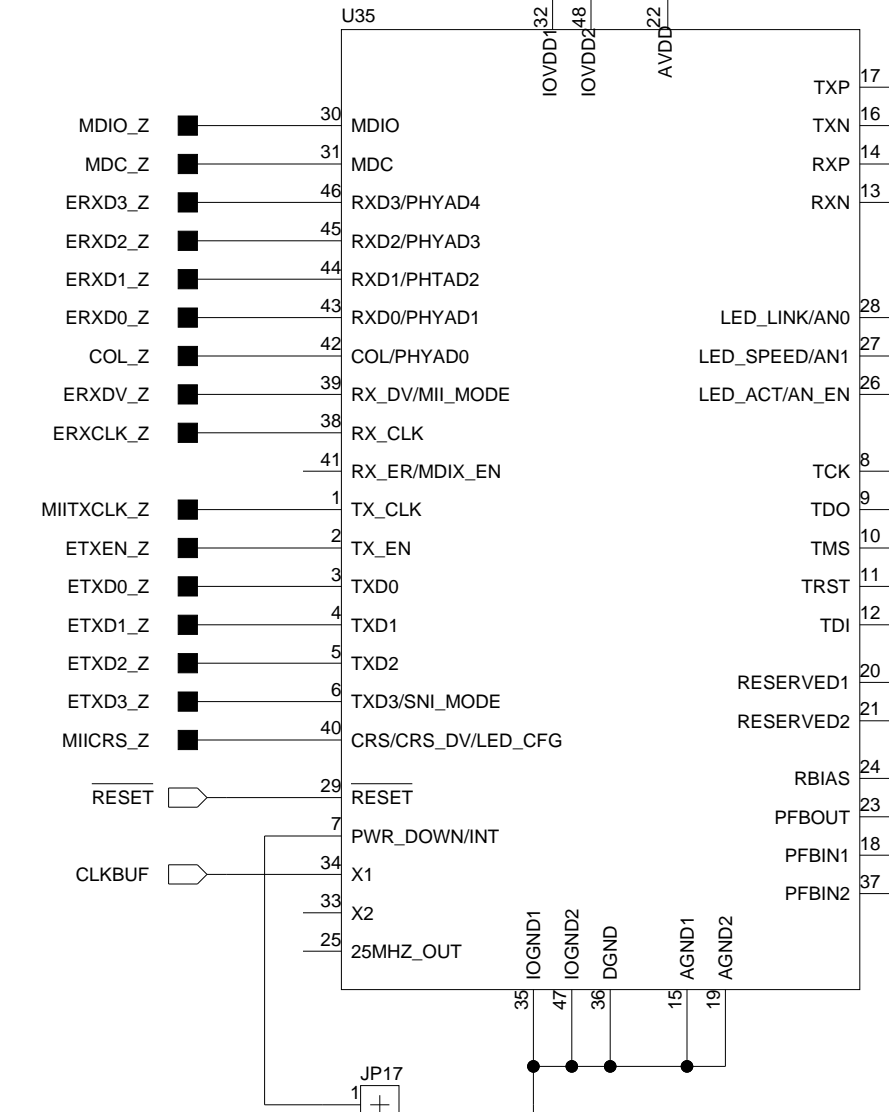 U35
32 48 22
IOVDD1 IOVDD2 AVDD
TXP 17
MDIO_Z 30 MDIO TXN 16
MDC_Z 31 MDC RXP 14
ERXD3_Z 46 RXD3/PHYAD4 RXN 13
ERXD2_Z 45 RXD2/PHYAD3
ERXD1_Z 44 RXD1/PHTAD2
ERXD0_Z 43 RXD0/PHYAD1 LED_LINK/AN0 28
COL_Z 42 COL/PHYAD0 LED_SPEED/AN1 27
ERXDV_Z 39 RX_DV/MII_MODE LED_ACT/AN_EN 26
ERXCLK_Z 38 RX_CLK
41 RX_ER/MDIX_EN TCK 8
MIITXCLK_Z 1 TX_CLK TDO 9
ETXEN_Z 2 TX_EN TMS 10
ETXD0_Z 3 TXD0 TRST 11
ETXD1_Z 4 TXD1 TDI 12
ETXD2_Z 5 TXD2
RESERVED1 20
ETXD3_Z 6 TXD3/SNI_MODE
RESERVED2 21
MIICRS_Z 40 CRS/CRS_DV/LED_CFG
RBIAS 24
RESET 29 RESET
PFBOUT 23
7 PWR_DOWN/INT
PFBIN1 18
CLKBUF 34 X1
PFBIN2 37
33 X2
25 25MHZ_OUT
IOGND1 IOGND2 DGND AGND1 AGND2
35 47 36 15 19
JP17
1